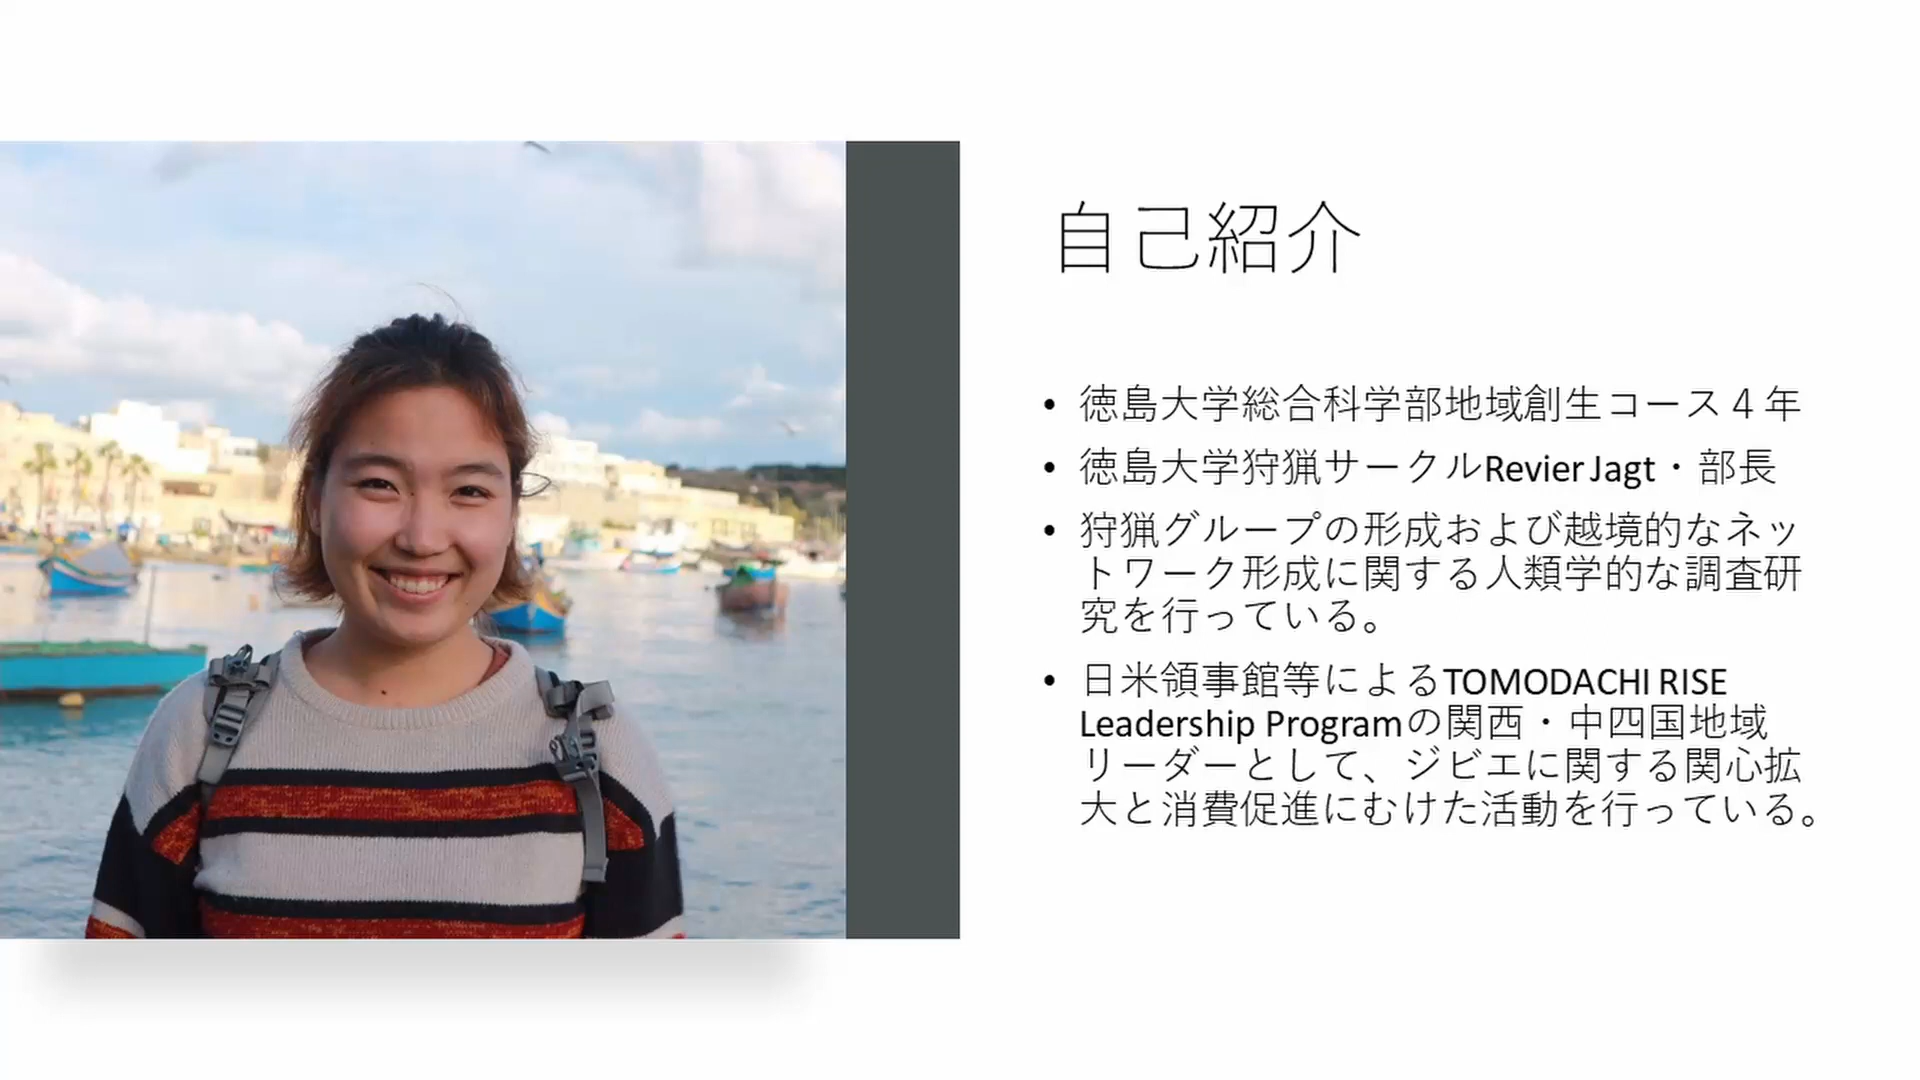 自己紹介
• 徳島大学総合科学部地域創生コース４年
• 徳島大学狩猟サークルRevier Jagt・部長
• 狩猟グループの形成および越境的なネッ
トワーク形成に関する人類学的な調査研
究を行っている。
• 日米領事館等によるTOMODACHI RISE
Leadership Programの関西・中四国地域
リーダーとして、ジビエに関する関心拡
大と消費促進にむけた活動を行っている。